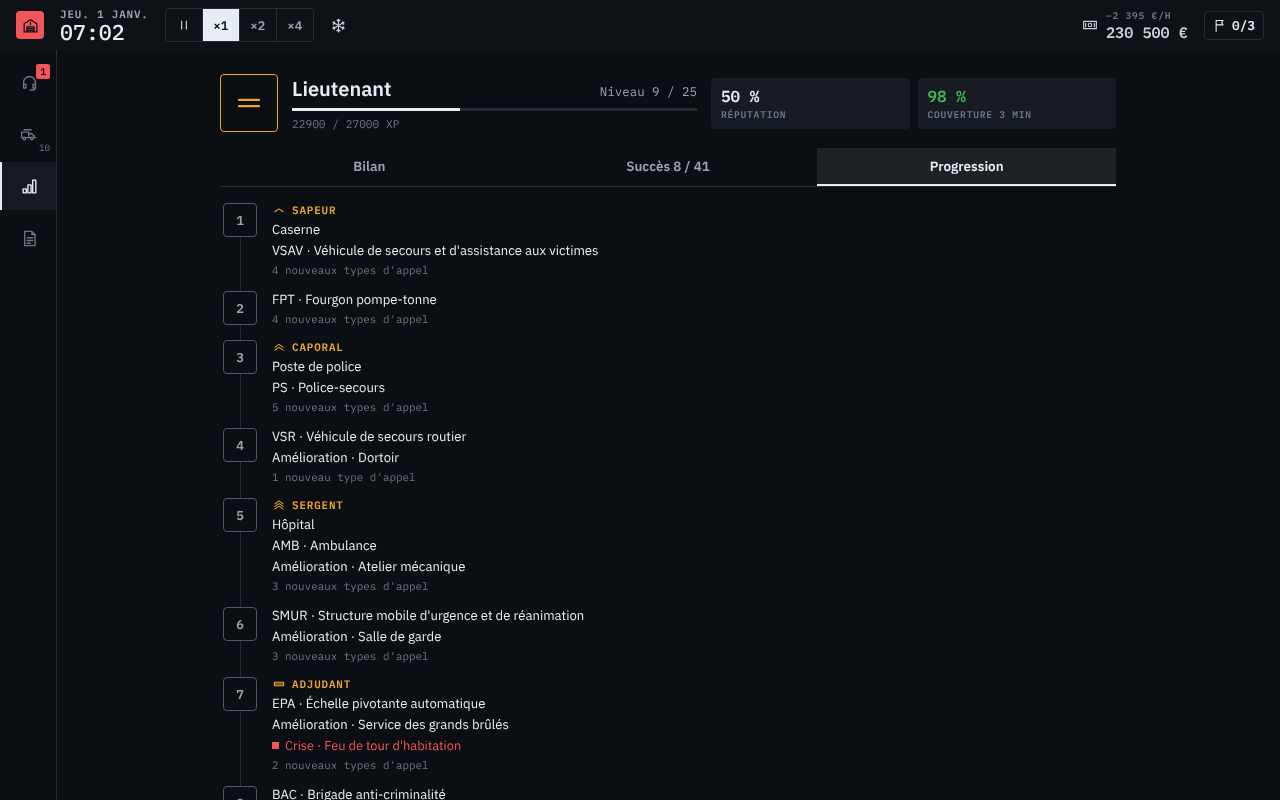 JEU. 1 JANV.
07:02
×1
×2
×4
−2 395 €/H
230 500 €
0/3
1
10
Lieutenant
Niveau 9 / 25
22900 / 27000 XP
50 %
RÉPUTATION
98 %
COUVERTURE 3 MIN
Bilan
Succès 8 / 41
Progression
1
SAPEUR
Caserne
VSAV · Véhicule de secours et d'assistance aux victimes
4 nouveaux types d'appel
2
FPT · Fourgon pompe-tonne
4 nouveaux types d'appel
3
CAPORAL
Poste de police
PS · Police-secours
5 nouveaux types d'appel
4
VSR · Véhicule de secours routier
Amélioration · Dortoir
1 nouveau type d'appel
5
SERGENT
Hôpital
AMB · Ambulance
Amélioration · Atelier mécanique
3 nouveaux types d'appel
6
SMUR · Structure mobile d'urgence et de réanimation
Amélioration · Salle de garde
3 nouveaux types d'appel
7
ADJUDANT
EPA · Échelle pivotante automatique
Amélioration · Service des grands brûlés
Crise · Feu de tour d'habitation
2 nouveaux types d'appel
BAC · Brigade anti-criminalité